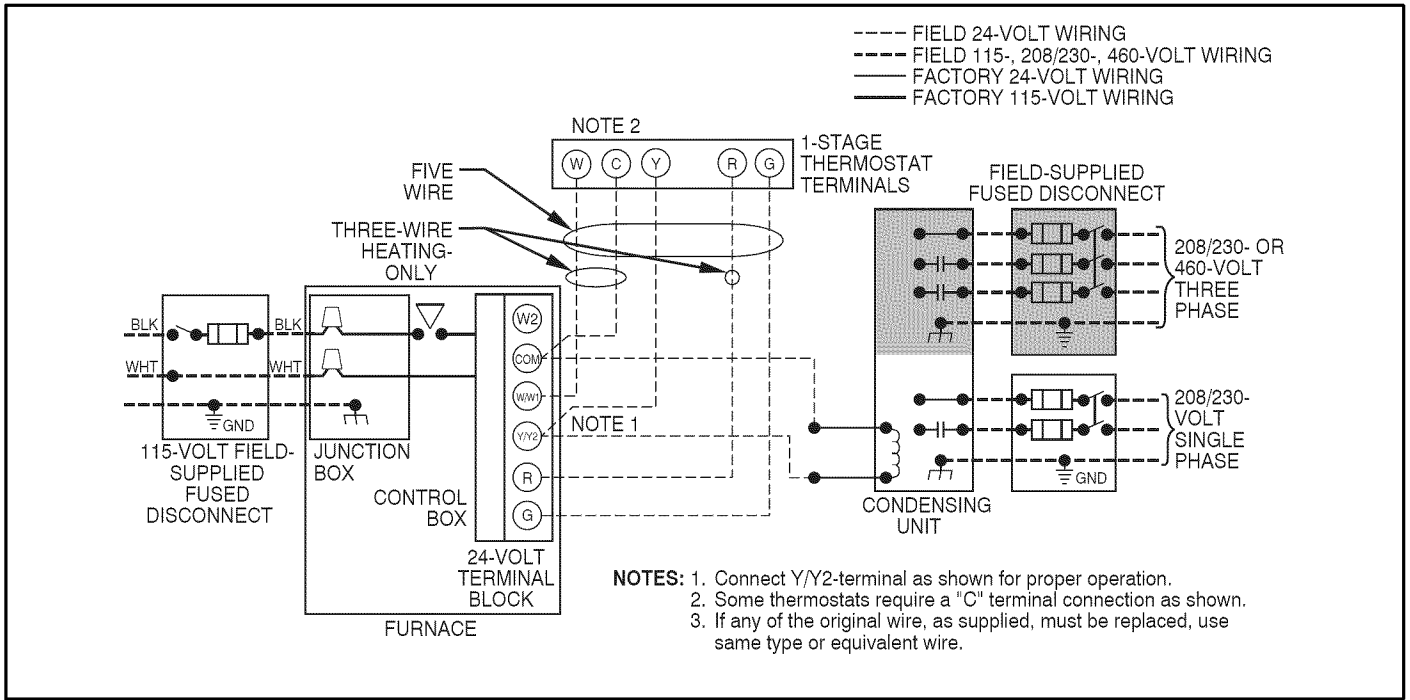 FIELD 24-VOLT WIRING
FIELD 115-, 208/230-, 460-VOLT WIRING
FACTORY 24-VOLT WIRING
FACTORY 115-VOLT WIRING
NOTE 2
W
C
Y
R
G
1-STAGE
THERMOSTAT
TERMINALS
FIVE
WIRE
THREE-WIRE
HEATING-
ONLY
FIELD-SUPPLIED
FUSED DISCONNECT
208/230- OR
460-VOLT
THREE
PHASE
BLK
BLK
WHT
WHT
GND
W2
COM
W/W1
Y/Y2
R
G
NOTE 1
208/230-
VOLT
SINGLE
PHASE
GND
115-VOLT FIELD-
SUPPLIED
FUSED
DISCONNECT
JUNCTION
BOX
CONTROL
BOX
24-VOLT
TERMINAL
BLOCK
FURNACE
CONDENSING
UNIT
NOTES: 1. Connect Y/Y2-terminal as shown for proper operation.
2. Some thermostats require a "C" terminal connection as shown.
3. If any of the original wire, as supplied, must be replaced, use
same type or equivalent wire.